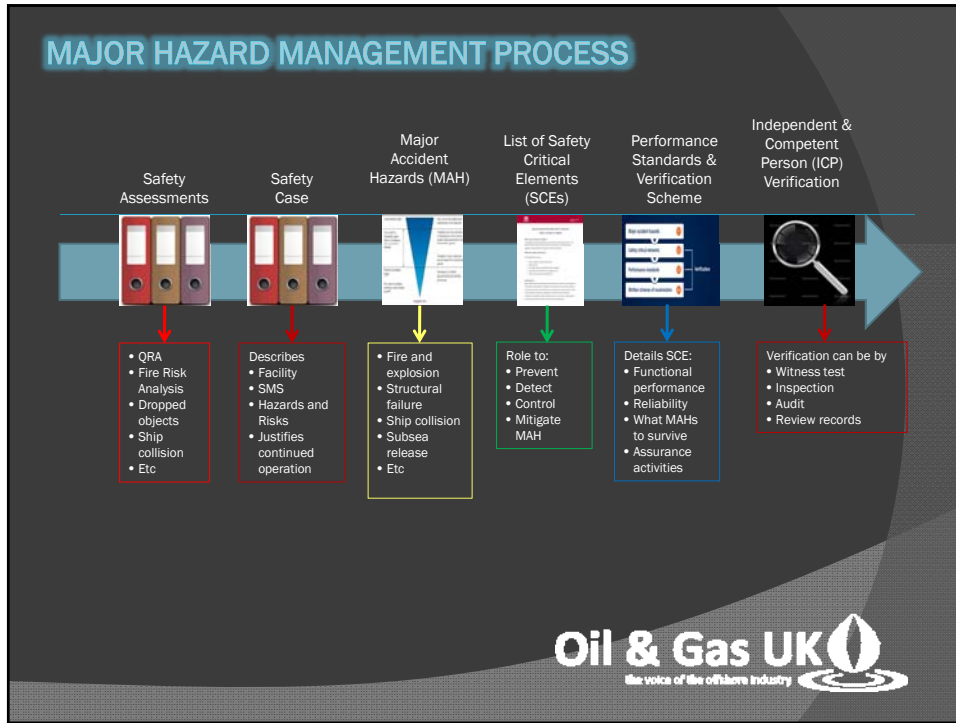 MAJOR HAZARD MANAGEMENT PROCESS
Safety
Assessments
Safety
Case
Major
Accident
Hazards (MAH)
List of Safety
Critical
Elements
(SCEs)
Performance
Standards &
Verification
Scheme
Independent &
Competent
Person (ICP)
Verification
• QRA
• Fire Risk
Analysis
• Dropped
objects
• Ship
collision
• Etc
Describes
• Facility
• SMS
• Hazards and
Risks
• Justifies
continued
operation
• Fire and
explosion
• Structural
failure
• Ship collision
• Subsea
release
• Etc
Role to:
• Prevent
• Detect
• Control
• Mitigate
MAH
Details SCE:
• Functional
performance
• Reliability
• What MAHs
to survive
• Assurance
activities
Verification can be by
• Witness test
• Inspection
• Audit
• Review records
Oil & Gas UK
the voice of the offshore industry